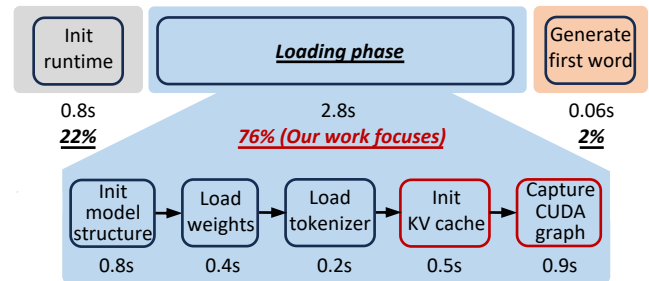 Init
runtime
Loading phase
Generate
first word
0.8s
2.8s
0.06s
22%
76% (Our work focuses)
2%
Init
model
structure
Load
weights
Load
tokenizer
Init
KV cache
Capture
CUDA
graph
0.8s
0.4s
0.2s
0.5s
0.9s